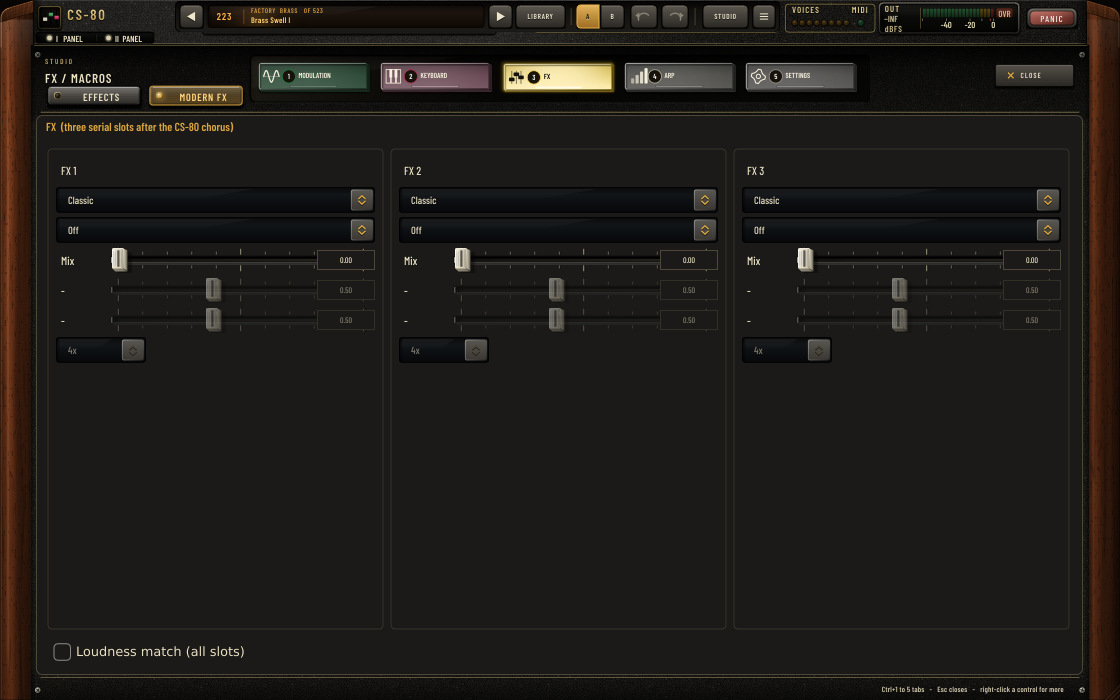 CS-80
I PANEL
II PANEL
223
FACTORY BRASS OF 523
Brass Swell I
LIBRARY
A
B
STUDIO
VOICES
MIDI
OUT
-INF
dBFS
OVR
-40
-20
0
PANIC
STUDIO
FX / MACROS
EFFECTS
MODERN FX
1 MODULATION
2 KEYBOARD
3 FX
4 ARP
5 SETTINGS
CLOSE
FX (three serial slots after the CS-80 chorus)
FX 1
Classic
Off
Mix
0.00
-
0.50
-
0.50
4x
FX 2
Classic
Off
Mix
0.00
-
0.50
-
0.50
4x
FX 3
Classic
Off
Mix
0.00
-
0.50
-
0.50
4x
Loudness match (all slots)
Ctrl+1 to 5 tabs - Esc closes - right-click a control for more